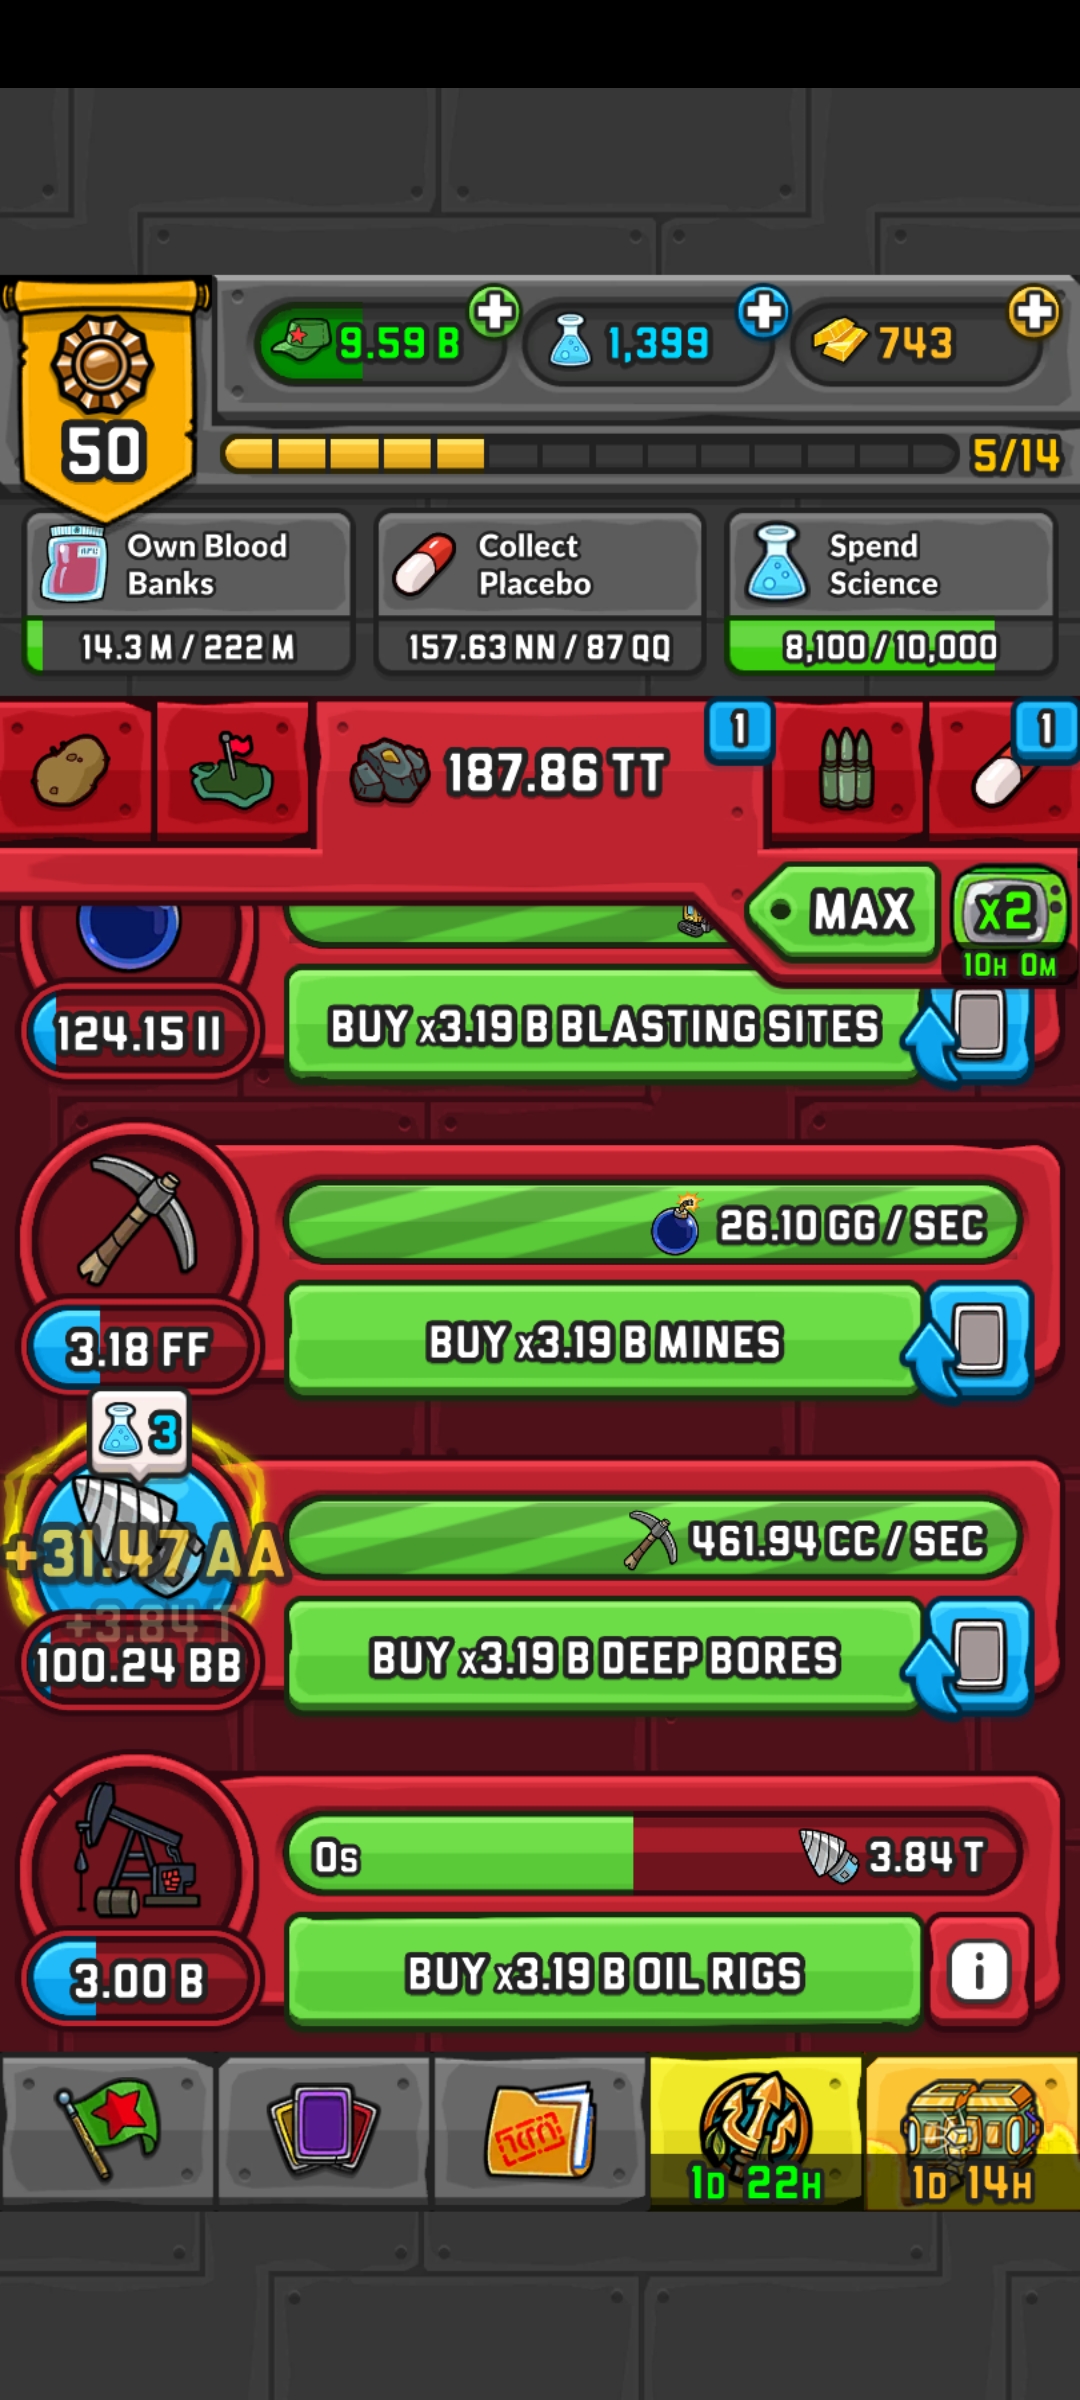 9.59 B
1,399
743
50
5/14
Own Blood
Banks
14.3 M / 222 M
Collect
Placebo
157.63 NN / 87 QQ
Spend
Science
8,100 / 10,000
187.86 TT
1
1
MAX
x2
10H 0M
124.15 II
BUY x3.19 B BLASTING SITES
26.10 GG / SEC
3.18 FF
BUY x3.19 B MINES
3
+31.47 AA
+3.84 T
461.94 CC / SEC
100.24 BB
BUY x3.19 B DEEP BORES
0s
3.84 T
3.00 B
BUY x3.19 B OIL RIGS
i
1D 22H
1D 14H